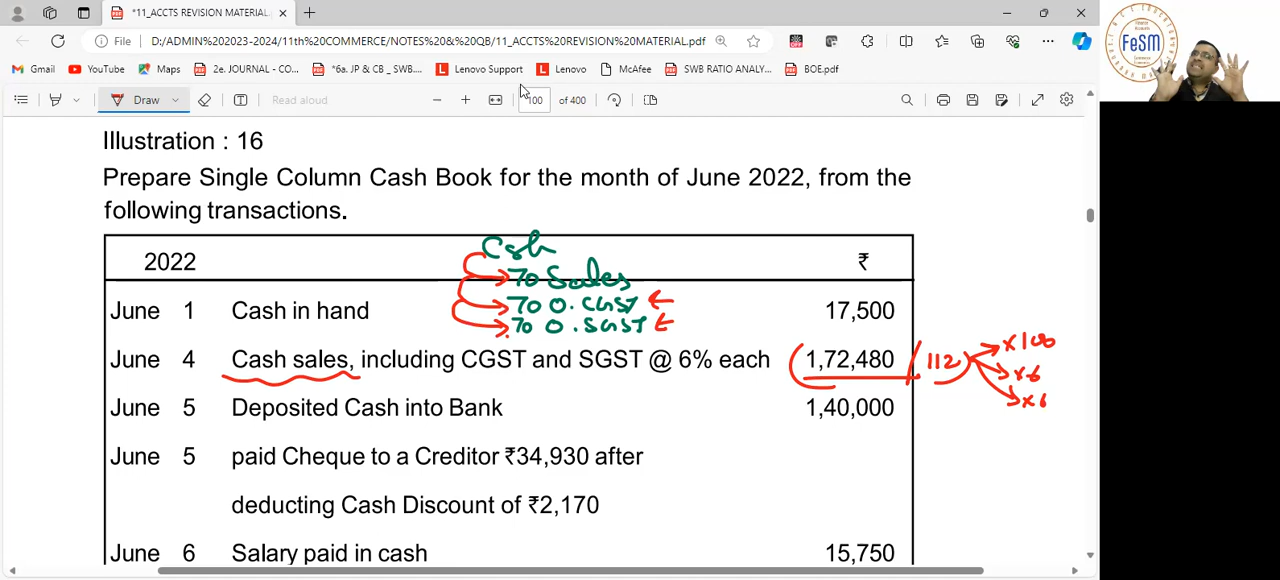 *11_ACCTS REVISION MATERIAL.
File
D:/ADMIN%202023-2024/11th%20COMMERCE/NOTES%20&%20QB/11_ACCTS%20REVISION%20MATERIAL.pdf
Gmail YouTube Maps 2e. JOURNAL - CO... *6a. JP & CB _ SWB... Lenovo Support Lenovo McAfee SWB RATIO ANALY... BOE.pdf
Draw Read aloud 100 of 400
FeSM
Illustration : 16
Prepare Single Column Cash Book for the month of June 2022, from the
following transactions.
2022 ₹
Csh
To Sales
To O. CGST
To O. SGST
June 1 Cash in hand 17,500
June 4 Cash sales, including CGST and SGST @ 6% each 1,72,480 / 112
x100
x6
x6
June 5 Deposited Cash into Bank 1,40,000
June 5 paid Cheque to a Creditor ₹34,930 after
deducting Cash Discount of ₹2,170
June 6 Salary paid in cash 15,750